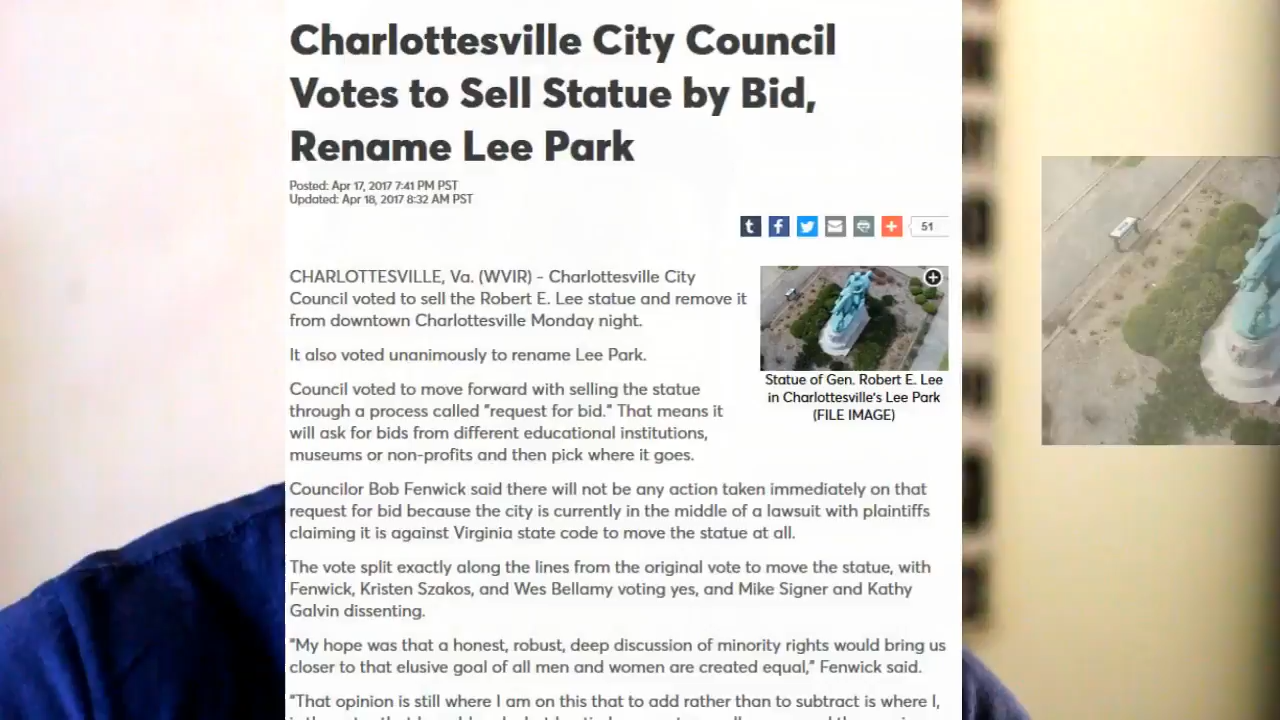 Charlottesville City Council
Votes to Sell Statue by Bid,
Rename Lee Park
Posted: Apr 17, 2017 7:41 PM PST
Updated: Apr 18, 2017 8:32 AM PST
t f + 51
CHARLOTTESVILLE, Va. (WVIR) - Charlottesville City
Council voted to sell the Robert E. Lee statue and remove it
from downtown Charlottesville Monday night.
It also voted unanimously to rename Lee Park.
Statue of Gen. Robert E. Lee
in Charlottesville's Lee Park
(FILE IMAGE)
Council voted to move forward with selling the statue
through a process called "request for bid." That means it
will ask for bids from different educational institutions,
museums or non-profits and then pick where it goes.
Councilor Bob Fenwick said there will not be any action taken immediately on that
request for bid because the city is currently in the middle of a lawsuit with plaintiffs
claiming it is against Virginia state code to move the statue at all.
The vote split exactly along the lines from the original vote to move the statue, with
Fenwick, Kristen Szakos, and Wes Bellamy voting yes, and Mike Signer and Kathy
Galvin dissenting.
"My hope was that a honest, robust, deep discussion of minority rights would bring us
closer to that elusive goal of all men and women are created equal," Fenwick said.
"That opinion is still where I am on this that to add rather than to subtract is where I,